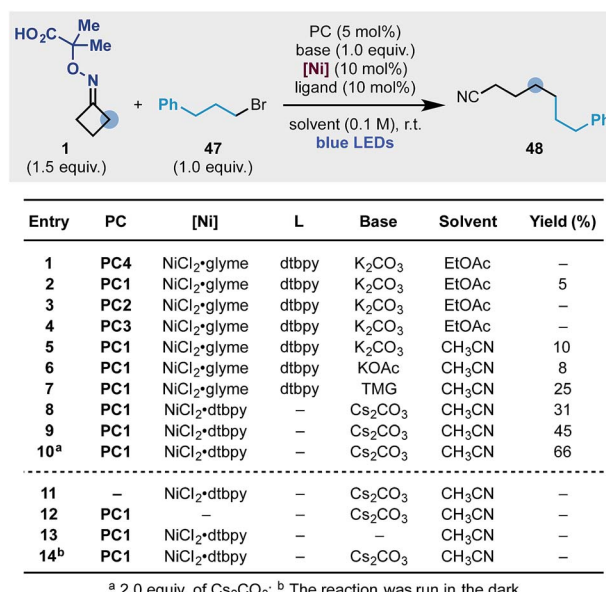 HO2C Me
Me
O
N
1
(1.5 equiv.)
+
Ph Br
47
(1.0 equiv.)
PC (5 mol%)
base (1.0 equiv.)
[Ni] (10 mol%)
ligand (10 mol%)
solvent (0.1 M), r.t.
blue LEDs
NC Ph
48
Entry PC [Ni] L Base Solvent Yield (%)
1 PC4 NiCl2•glyme dtbpy K2CO3 EtOAc –
2 PC1 NiCl2•glyme dtbpy K2CO3 EtOAc 5
3 PC2 NiCl2•glyme dtbpy K2CO3 EtOAc –
4 PC3 NiCl2•glyme dtbpy K2CO3 EtOAc –
5 PC1 NiCl2•glyme dtbpy K2CO3 CH3CN 10
6 PC1 NiCl2•glyme dtbpy KOAc CH3CN 8
7 PC1 NiCl2•glyme dtbpy TMG CH3CN 25
8 PC1 NiCl2•dtbpy – Cs2CO3 CH3CN 31
9 PC1 NiCl2•dtbpy – Cs2CO3 CH3CN 45
10a PC1 NiCl2•dtbpy – Cs2CO3 CH3CN 66
11 – NiCl2•dtbpy – Cs2CO3 CH3CN –
12 PC1 – – Cs2CO3 CH3CN –
13 PC1 NiCl2•dtbpy – – CH3CN –
14b PC1 NiCl2•dtbpy – Cs2CO3 CH3CN –
a 2.0 equiv. of Cs2CO3; b The reaction was run in the dark